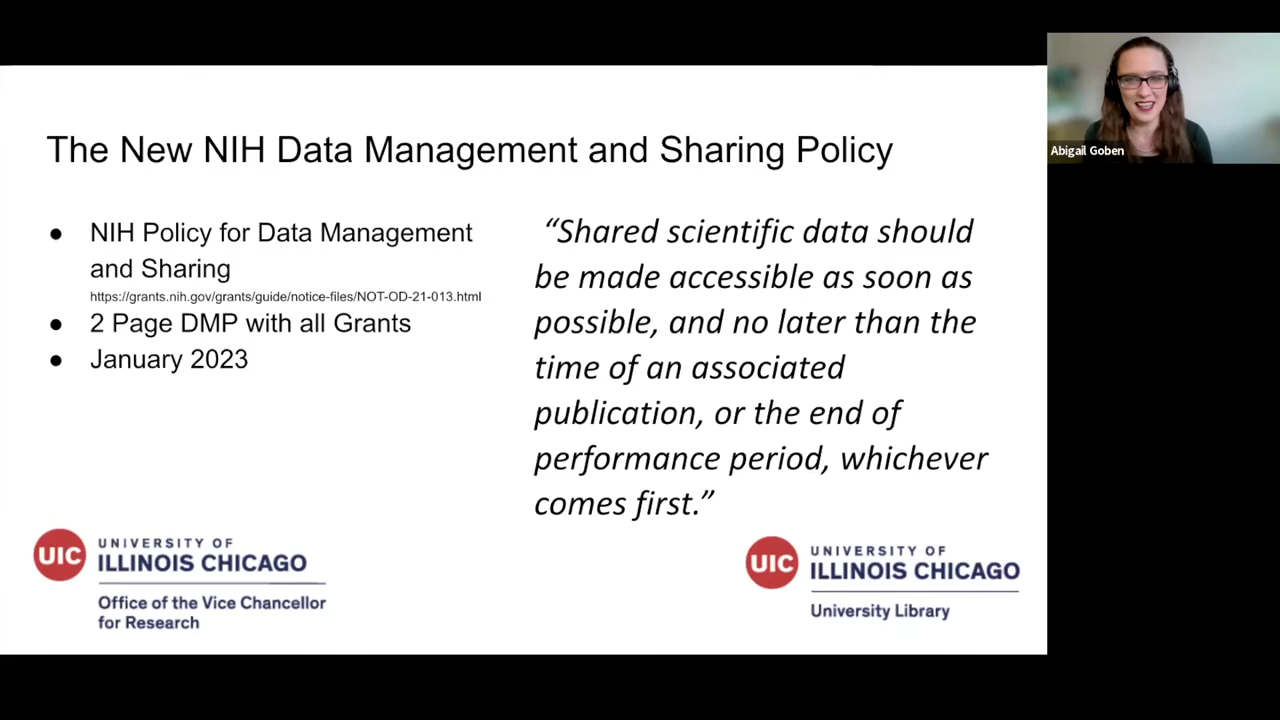 The New NIH Data Management and Sharing Policy
● NIH Policy for Data Management
and Sharing
https://grants.nih.gov/grants/guide/notice-files/NOT-OD-21-013.html
● 2 Page DMP with all Grants
● January 2023
“Shared scientific data should
be made accessible as soon as
possible, and no later than the
time of an associated
publication, or the end of
performance period, whichever
comes first.”
UIC
UNIVERSITY OF
ILLINOIS CHICAGO
Office of the Vice Chancellor
for Research
UIC
UNIVERSITY OF
ILLINOIS CHICAGO
University Library
Abigail Goben